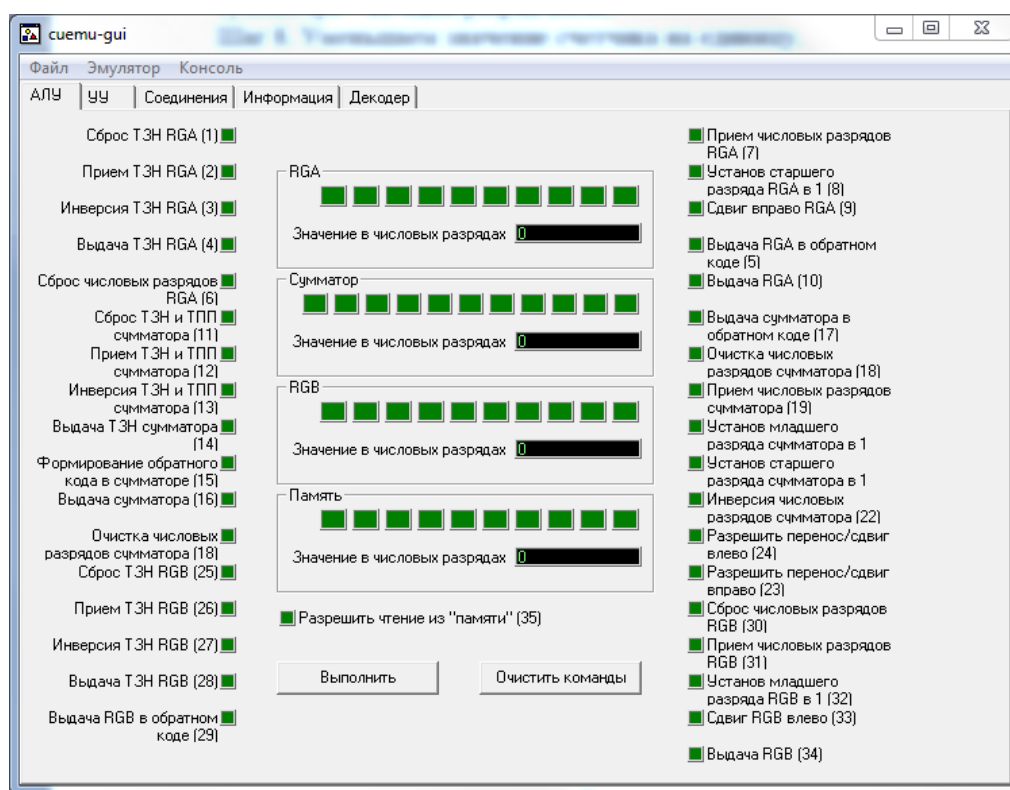 cuemu-gui
Файл Эмулятор Консоль
АЛУ УУ Соединения Информация Декодер
Сброс ТЗН RGA (1)
Прием ТЗН RGA (2)
Инверсия ТЗН RGA (3)
Выдача ТЗН RGA (4)
Сброс числовых разрядов
RGA (6)
Сброс ТЗН и ТПП
сумматора (11)
Прием ТЗН и ТПП
сумматора (12)
Инверсия ТЗН и ТПП
сумматора (13)
Выдача ТЗН сумматора
(14)
Формирование обратного
кода в сумматоре (15)
Выдача сумматора (16)
Очистка числовых
разрядов сумматора (18)
Сброс ТЗН RGB (25)
Прием ТЗН RGB (26)
Инверсия ТЗН RGB (27)
Выдача ТЗН RGB (28)
Выдача RGB в обратном
коде (29)
RGA
Значение в числовых разрядах 0
Сумматор
Значение в числовых разрядах 0
RGB
Значение в числовых разрядах 0
Память
Значение в числовых разрядах 0
Разрешить чтение из "памяти" (35)
Выполнить Очистить команды
Прием числовых разрядов
RGA (7)
Установ старшего
разряда RGA в 1 (8)
Сдвиг вправо RGA (9)
Выдача RGA в обратном
коде (5)
Выдача RGA (10)
Выдача сумматора в
обратном коде (17)
Очистка числовых
разрядов сумматора (18)
Прием числовых разрядов
сумматора (19)
Установ младшего
разряда сумматора в 1
Установ старшего
разряда сумматора в 1
Инверсия числовых
разрядов сумматора (22)
Разрешить перенос/сдвиг
влево (24)
Разрешить перенос/сдвиг
вправо (23)
Сброс числовых разрядов
RGB (30)
Прием числовых разрядов
RGB (31)
Установ младшего
разряда RGB в 1 (32)
Сдвиг RGB влево (33)
Выдача RGB (34)